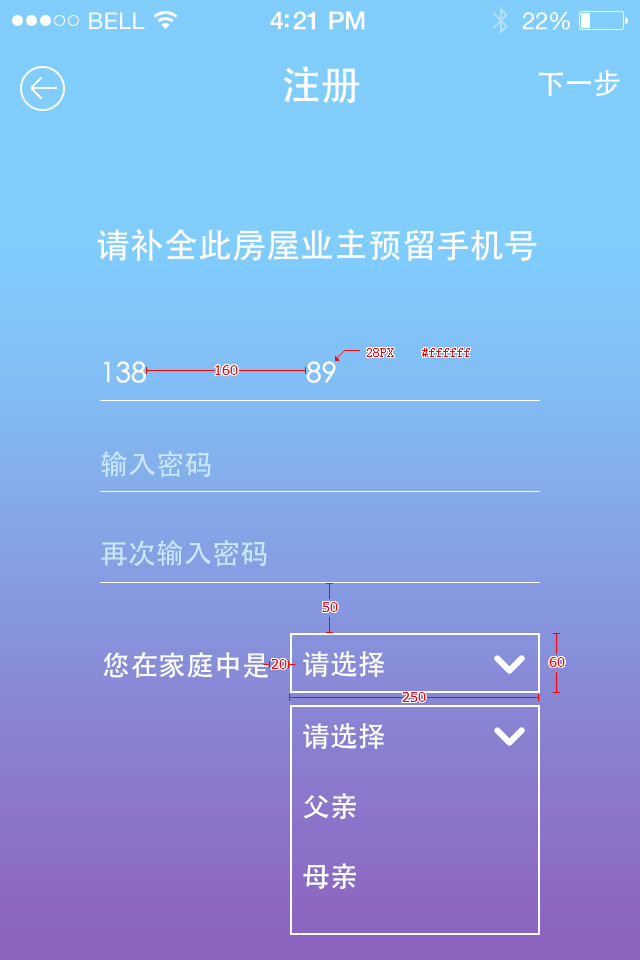 BELL 4:21 PM 22%
注册 下一步
请补全此房屋业主预留手机号
28PX #ffffff
138 160 89
输入密码
再次输入密码
50
您在家庭中是 20 请选择 60
250
请选择
父亲
母亲